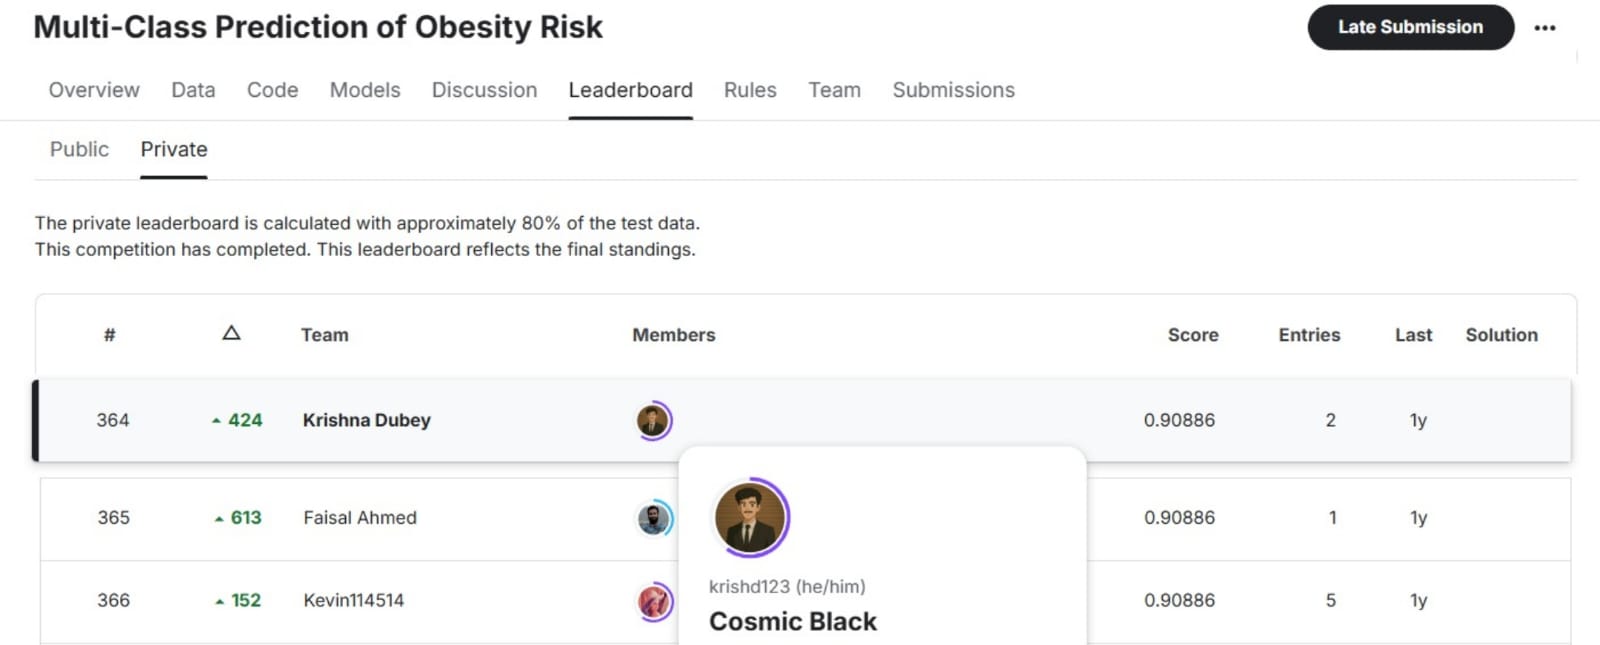 Multi-Class Prediction of Obesity Risk
Late Submission
Overview Data Code Models Discussion Leaderboard Rules Team Submissions
Public Private
The private leaderboard is calculated with approximately 80% of the test data.
This competition has completed. This leaderboard reflects the final standings.
# △ Team Members Score Entries Last Solution
364 424 Krishna Dubey 0.90886 2 1y
365 613 Faisal Ahmed 0.90886 1 1y
krishd123 (he/him)
366 152 Kevin114514 0.90886 5 1y
Cosmic Black